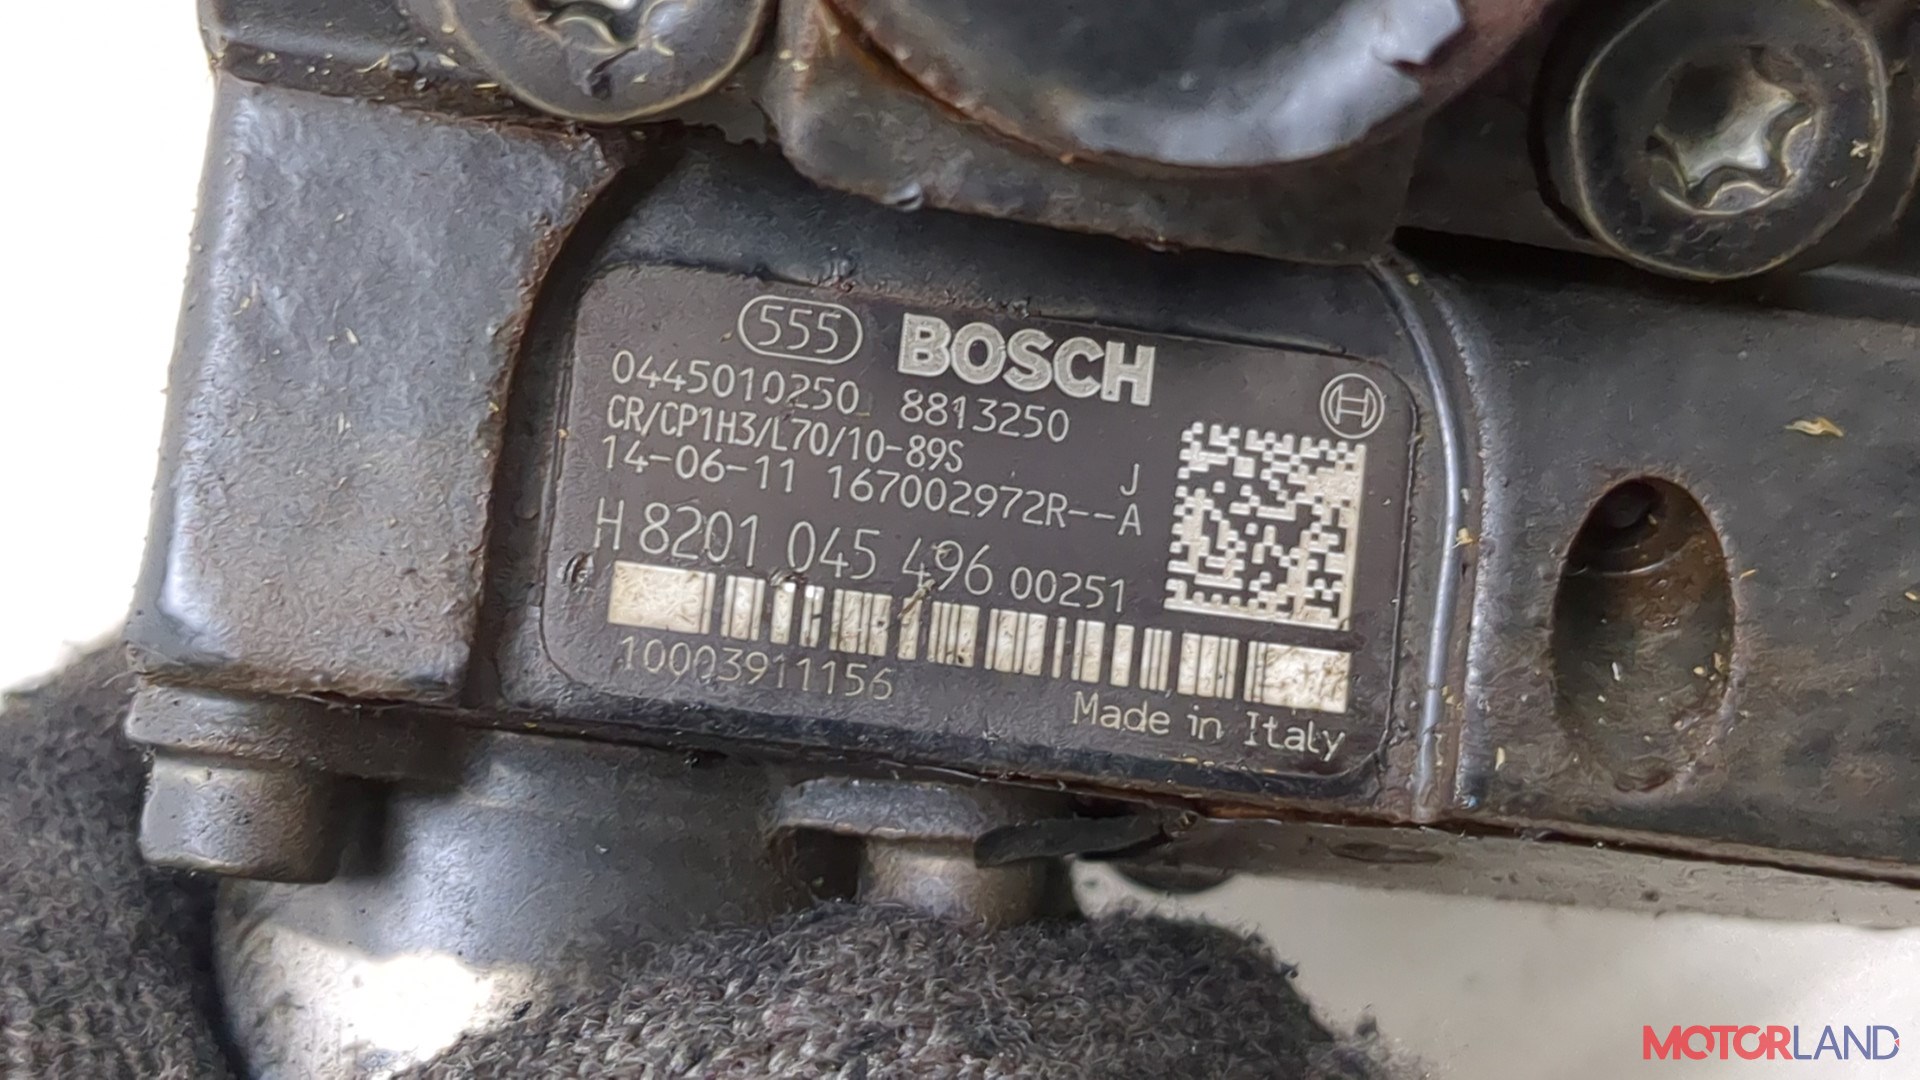 555 BOSCH
0445010250 8813250
CR/CP1H3/L70/10-89S J
14-06-11 167002972R--A
H 8201 045 496 00251
10003911156
Made in Italy
MOTORLAND